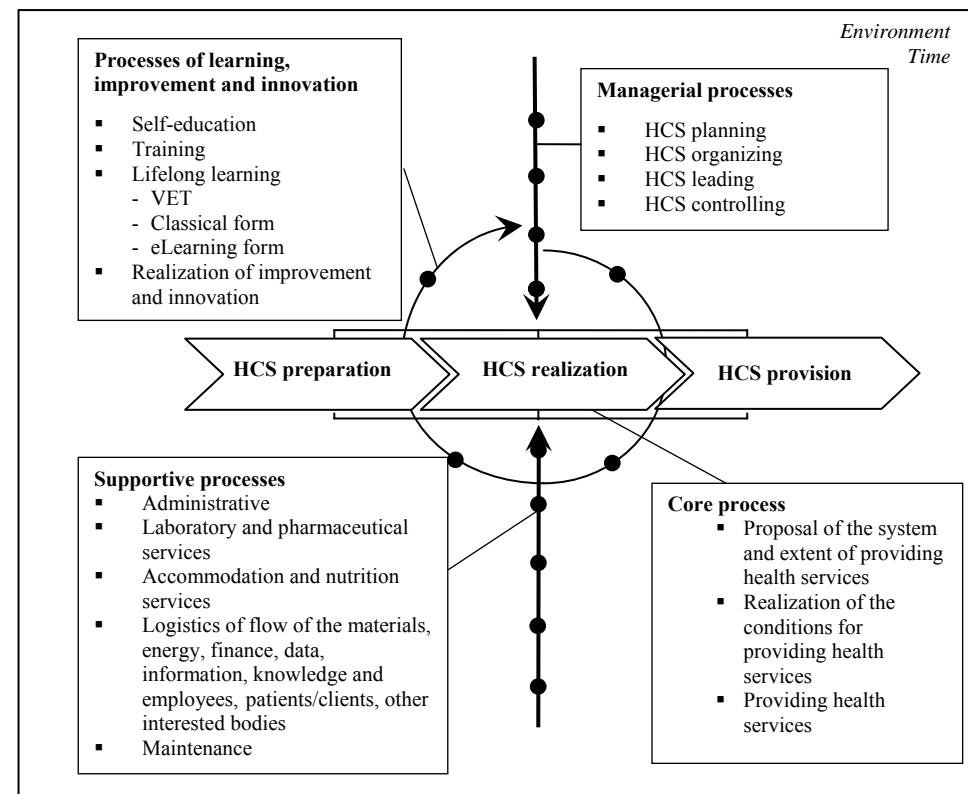 Environment
Time
Processes of learning,
improvement and innovation
▪ Self-education
▪ Training
▪ Lifelong learning
- VET
- Classical form
- eLearning form
▪ Realization of improvement
and innovation
Managerial processes
▪ HCS planning
▪ HCS organizing
▪ HCS leading
▪ HCS controlling
HCS preparation
HCS realization
HCS provision
Supportive processes
▪ Administrative
▪ Laboratory and pharmaceutical
services
▪ Accommodation and nutrition
services
▪ Logistics of flow of the materials,
energy, finance, data,
information, knowledge and
employees, patients/clients, other
interested bodies
▪ Maintenance
Core process
▪ Proposal of the system
and extent of providing
health services
▪ Realization of the
conditions for
providing health
services
▪ Providing health
services